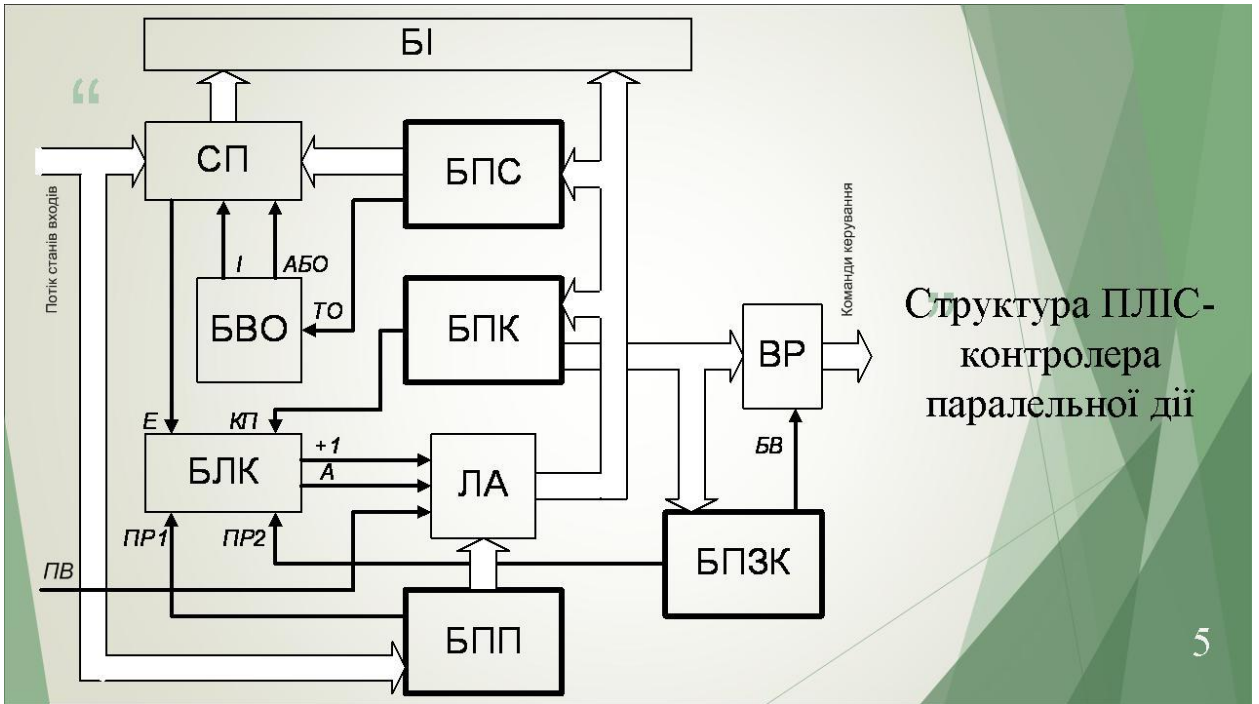 БІ
“
СП
БПС
Потік станів входів
І
АБО
БВО
ТО
БПК
ВР
Команди керування
”
Структура ПЛІС-
контролера
паралельної дії
Е
КП
БЛК
+1
А
ЛА
БВ
ПР1
ПР2
БПЗК
ПВ
БПП
5